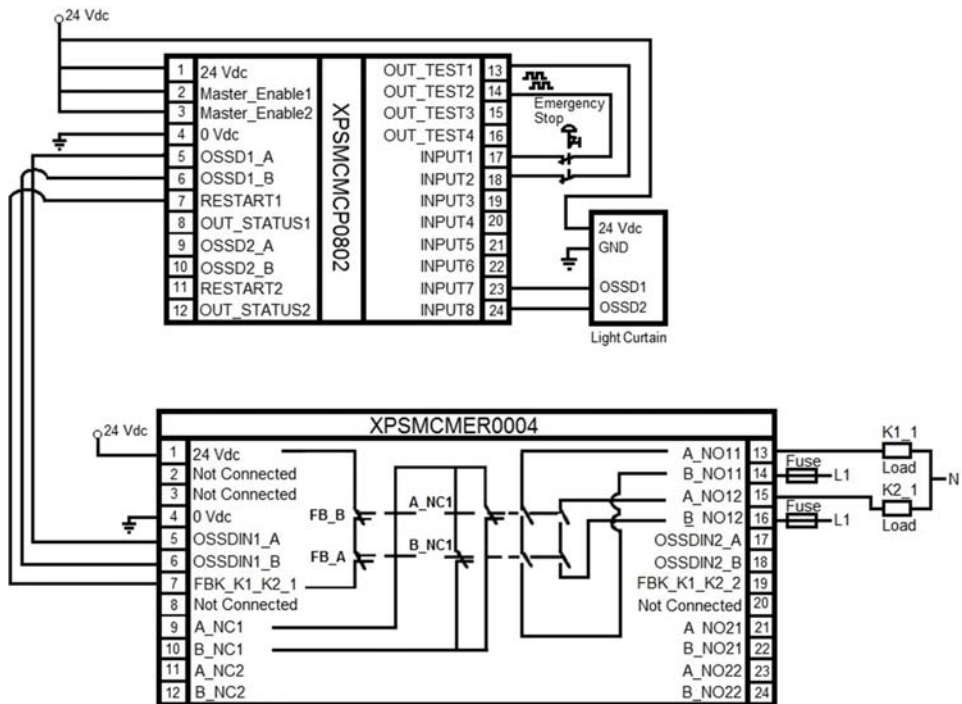 24 Vdc
XPSMCMCP0802
1 24 Vdc
2 Master_Enable1
3 Master_Enable2
4 0 Vdc
5 OSSD1_A
6 OSSD1_B
7 RESTART1
8 OUT_STATUS1
9 OSSD2_A
10 OSSD2_B
11 RESTART2
12 OUT_STATUS2
OUT_TEST1 13
OUT_TEST2 14
OUT_TEST3 15
OUT_TEST4 16
INPUT1 17
INPUT2 18
INPUT3 19
INPUT4 20
INPUT5 21
INPUT6 22
INPUT7 23
INPUT8 24
Emergency
Stop
24 Vdc
GND
OSSD1
OSSD2
Light Curtain
XPSMCMER0004
24 Vdc
1 24 Vdc
2 Not Connected
3 Not Connected
4 0 Vdc
5 OSSDIN1_A
6 OSSDIN1_B
7 FBK_K1_K2_1
8 Not Connected
9 A_NC1
10 B_NC1
11 A_NC2
12 B_NC2
FB_B
A_NC1
FB_A
B_NC1
A_NO11 13
B_NO11 14
A_NO12 15
B NO12 16
OSSDIN2_A 17
OSSDIN2_B 18
FBK_K1_K2_2 19
Not Connected 20
A NO21 21
B_NO21 22
A_NO22 23
B_NO22 24
K1_1
Load
Fuse
L1
K2_1
Load
Fuse
L1
N